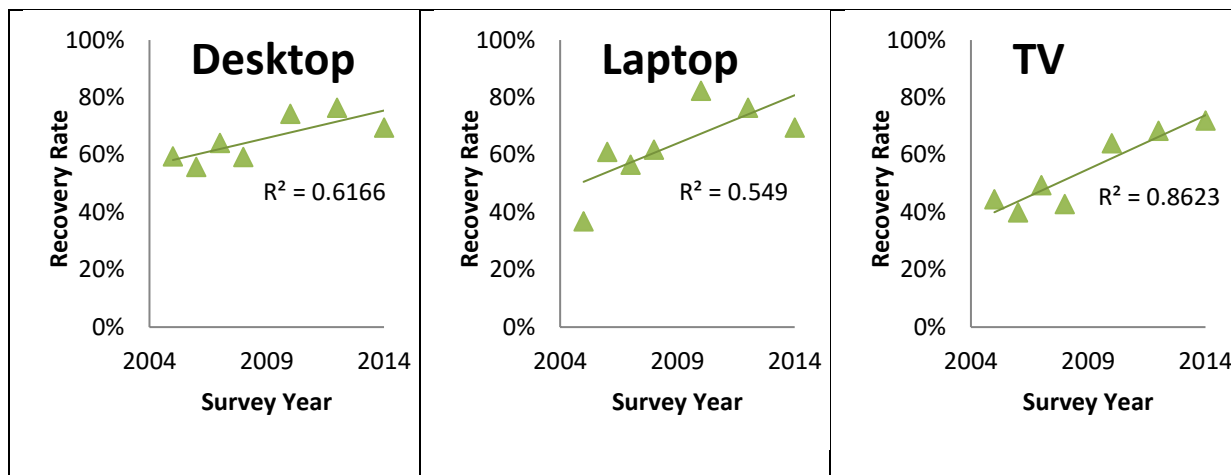 Desktop
100%
80%
60%
40%
20%
0%
Recovery Rate
R² = 0.6166
2004 2009 2014
Survey Year
Laptop
100%
80%
60%
40%
20%
0%
Recovery Rate
R² = 0.549
2004 2009 2014
Survey Year
TV
100%
80%
60%
40%
20%
0%
Recovery Rate
R² = 0.8623
2004 2009 2014
Survey Year